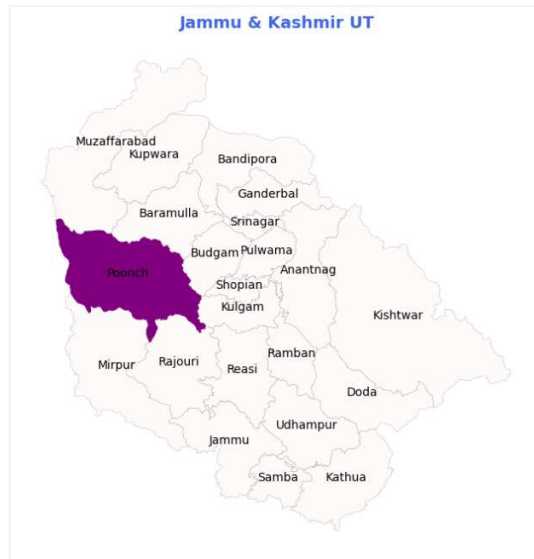 Jammu & Kashmir UT
Muzaffarabad
Kupwara
Bandipora
Ganderbal
Baramulla
Srinagar
Budgam
Pulwama
Anantnag
Poonch
Shopian
Kulgam
Kishtwar
Ramban
Rajouri
Mirpur
Reasi
Doda
Udhampur
Jammu
Samba
Kathua